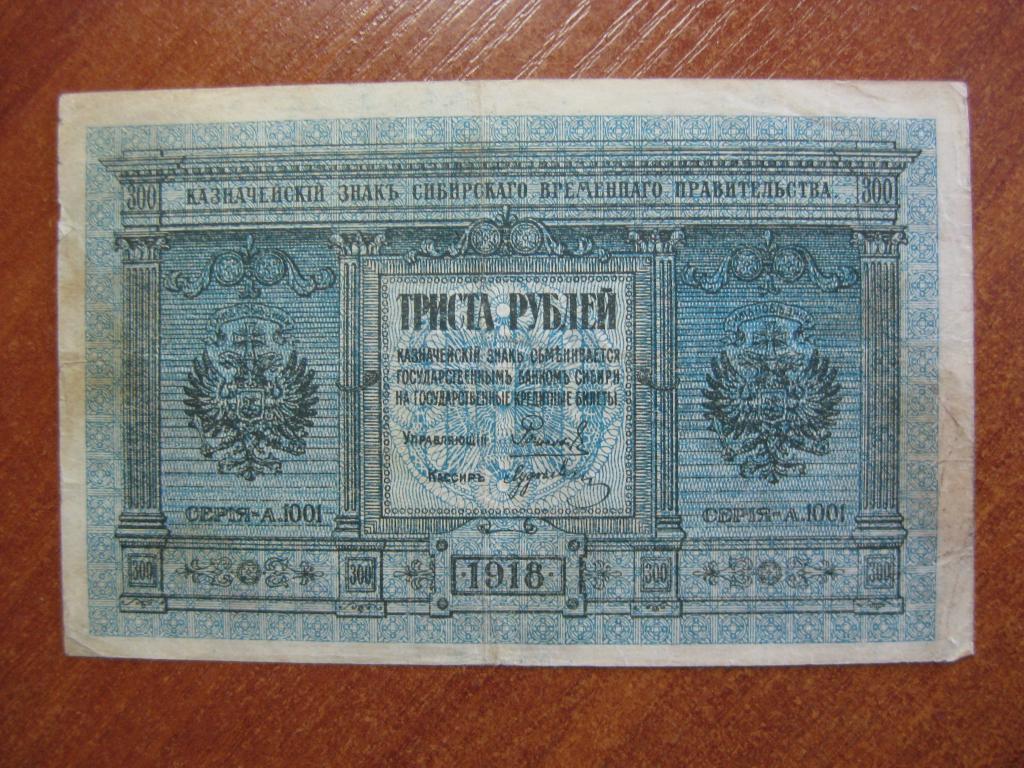 300 КАЗНАЧЕЙСКІЙ ЗНАКЪ СИБИРСКАГО ВРЕМЕННАГО ПРАВИТЕЛЬСТВА. 300
ТРИСТА РУБЛЕЙ
КАЗНАЧЕЙСКІЙ ЗНАКЪ ОБМѢНИВАЕТСЯ
ГОСУДАРСТВЕННЫМЪ БАНКОМЪ СИБИРИ
НА ГОСУДАРСТВЕННЫЕ КРЕДИТНЫЕ БИЛЕТЫ
Управляющій
Кассиръ
СЕРІЯ-А.1001 СЕРІЯ-А.1001
300 300 ·1918· 300 300